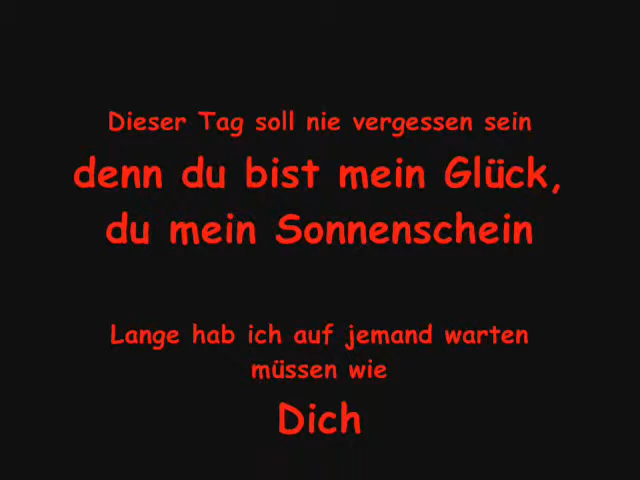 Dieser Tag soll nie vergessen sein
denn du bist mein Glück,
du mein Sonnenschein
Lange hab ich auf jemand warten
müssen wie
Dich